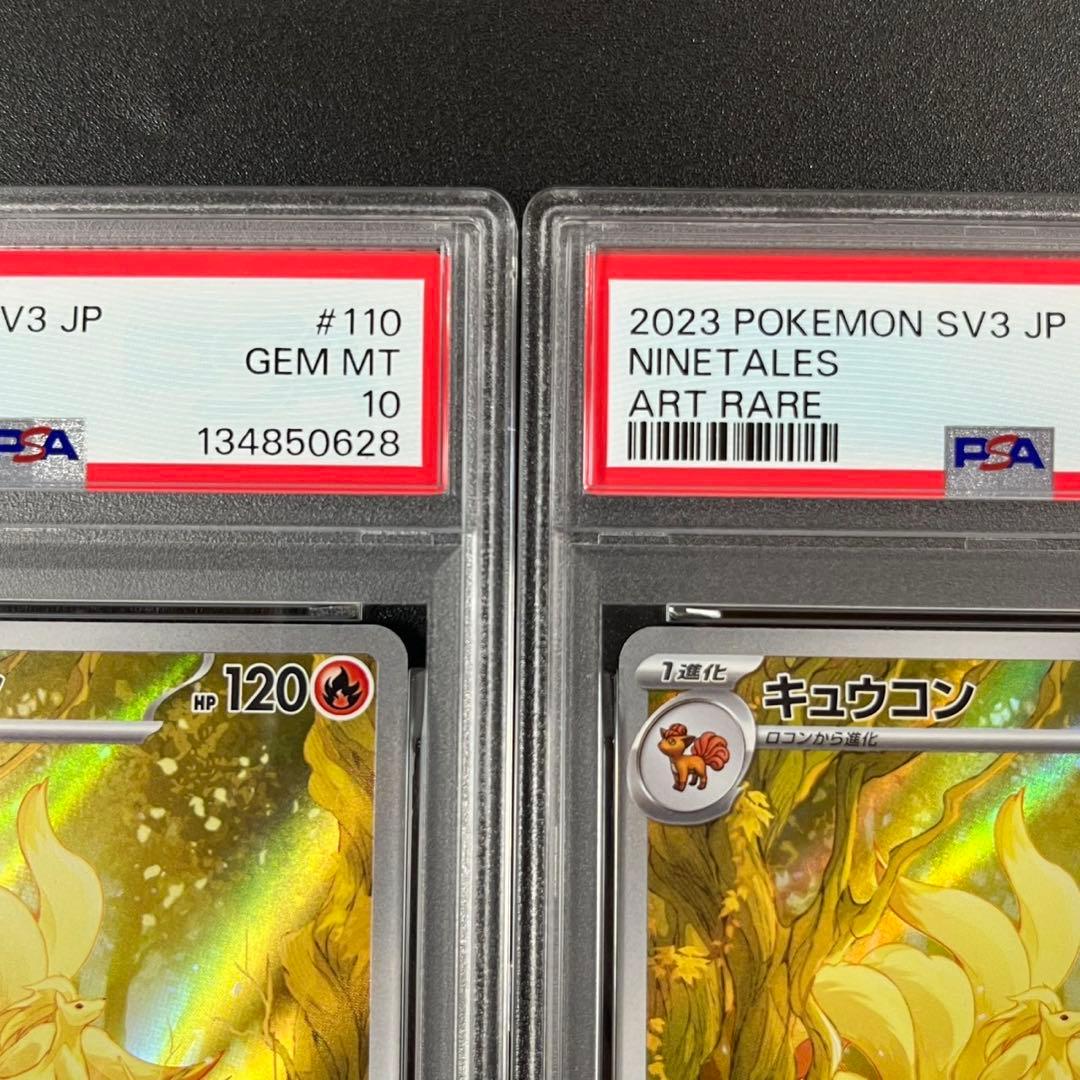 V3 JP
#110
GEM MT
10
PSA
134850628
HP 120
2023 POKEMON SV3 JP
NINETALES
ART RARE
PSA
1進化
キュウコン
ロコンから進化